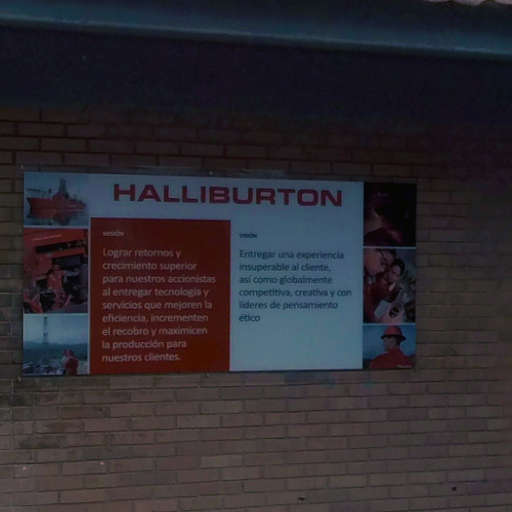 HALLIBURTON
MISIÓN
Lograr retornos y
crecimiento superior
para nuestros accionistas
al entregar tecnología y
servicios que mejoren la
eficiencia, incrementen
el recobro y maximicen
la producción para
nuestros clientes.
VISIÓN
Entregar una experiencia
insuperable al cliente,
así como globalmente
competitiva, creativa y con
líderes de pensamiento
ético